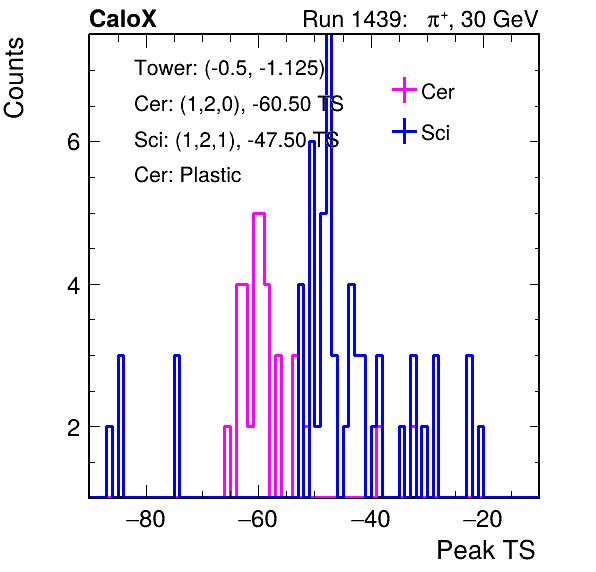 CaloX Run 1439: π⁺, 30 GeV
Counts
Tower: (-0.5, -1.125)
Cer: (1,2,0), -60.50 TS
Sci: (1,2,1), -47.50 TS
Cer: Plastic
Cer
Sci
6
4
2
−80 −60 −40 −20
Peak TS